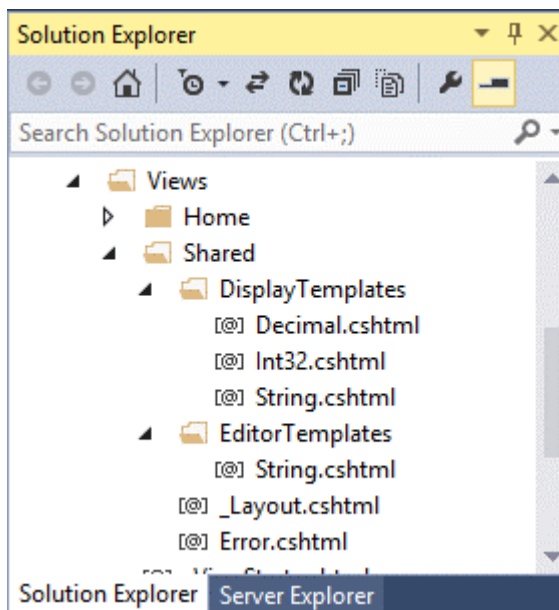 Solution Explorer
Search Solution Explorer (Ctrl+;)
Views
Home
Shared
DisplayTemplates
[@] Decimal.cshtml
[@] Int32.cshtml
[@] String.cshtml
EditorTemplates
[@] String.cshtml
[@] _Layout.cshtml
[@] Error.cshtml
Solution Explorer Server Explorer